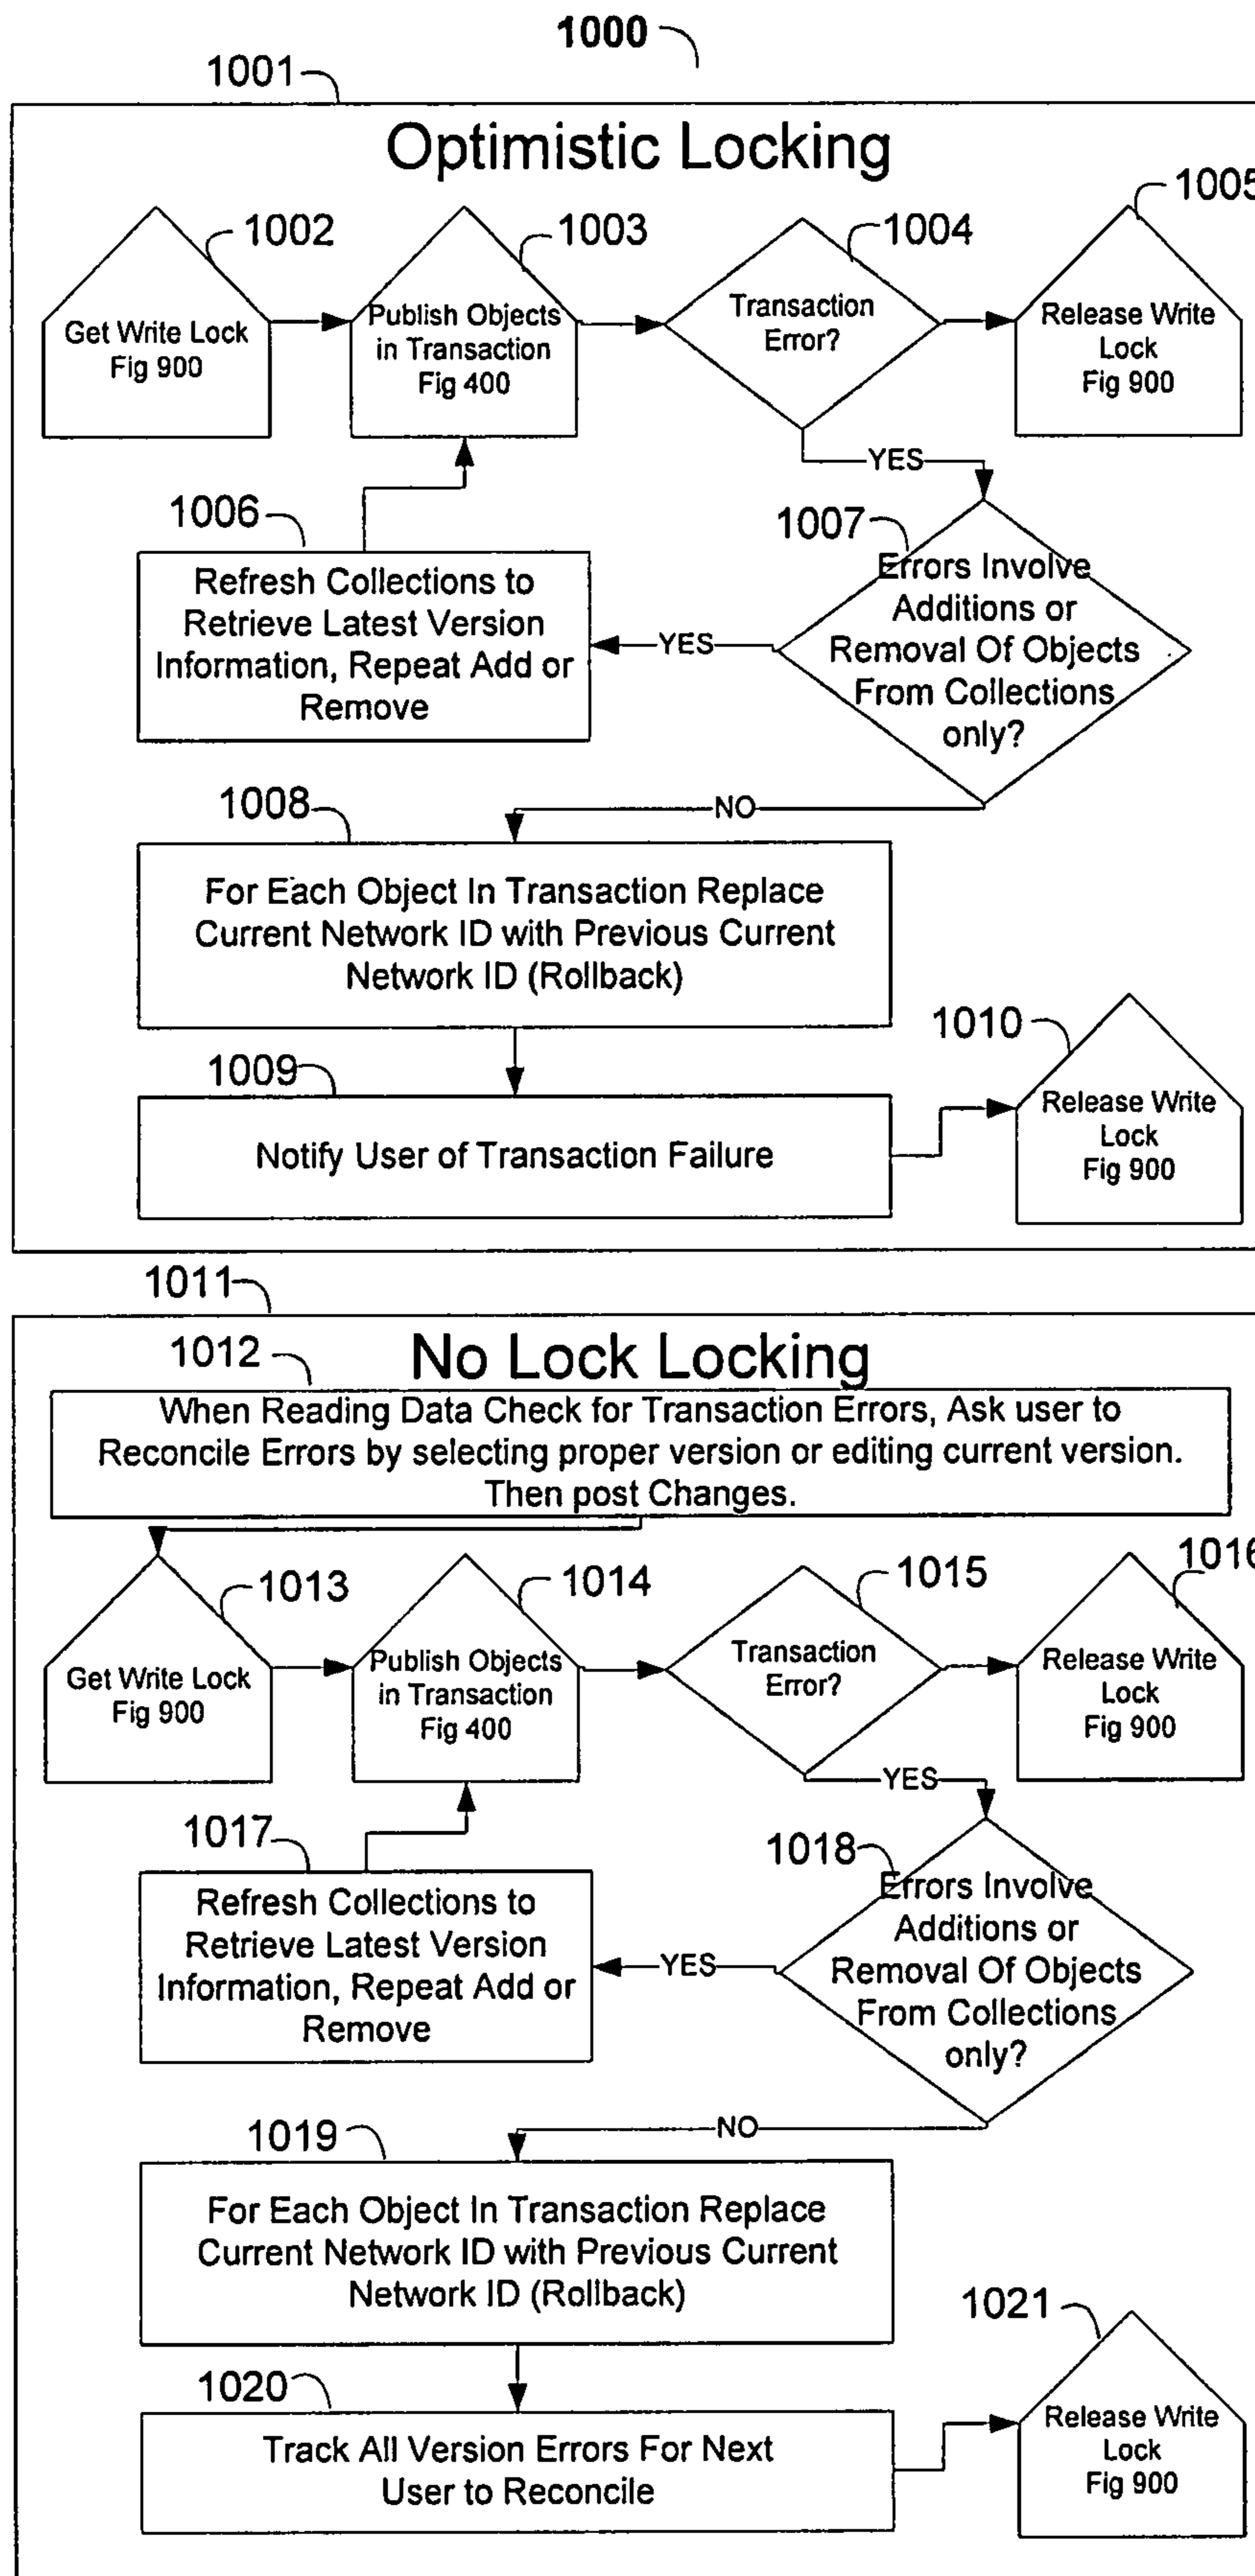 1000
1001
Optimistic Locking
1002
1003
1004
1005
Get Write Lock
Fig 900
Publish Objects
in Transaction
Fig 400
Transaction
Error?
Release Write
Lock
Fig 900
YES
1006
1007
Refresh Collections to
Retrieve Latest Version
Information, Repeat Add or
Remove
YES
Errors Involve
Additions or
Removal Of Objects
From Collections
only?
NO
1008
For Each Object In Transaction Replace
Current Network ID with Previous Current
Network ID (Rollback)
1009
1010
Notify User of Transaction Failure
Release Write
Lock
Fig 900
1011
No Lock Locking
1012
When Reading Data Check for Transaction Errors, Ask user to
Reconcile Errors by selecting proper version or editing current version.
Then post Changes.
1013
1014
1015
1016
Get Write Lock
Fig 900
Publish Objects
in Transaction
Fig 400
Transaction
Error?
Release Write
Lock
Fig 900
YES
1017
1018
Refresh Collections to
Retrieve Latest Version
Information, Repeat Add or
Remove
YES
Errors Involve
Additions or
Removal Of Objects
From Collections
only?
NO
1019
For Each Object In Transaction Replace
Current Network ID with Previous Current
Network ID (Rollback)
1020
1021
Track All Version Errors For Next
User to Reconcile
Release Write
Lock
Fig 900